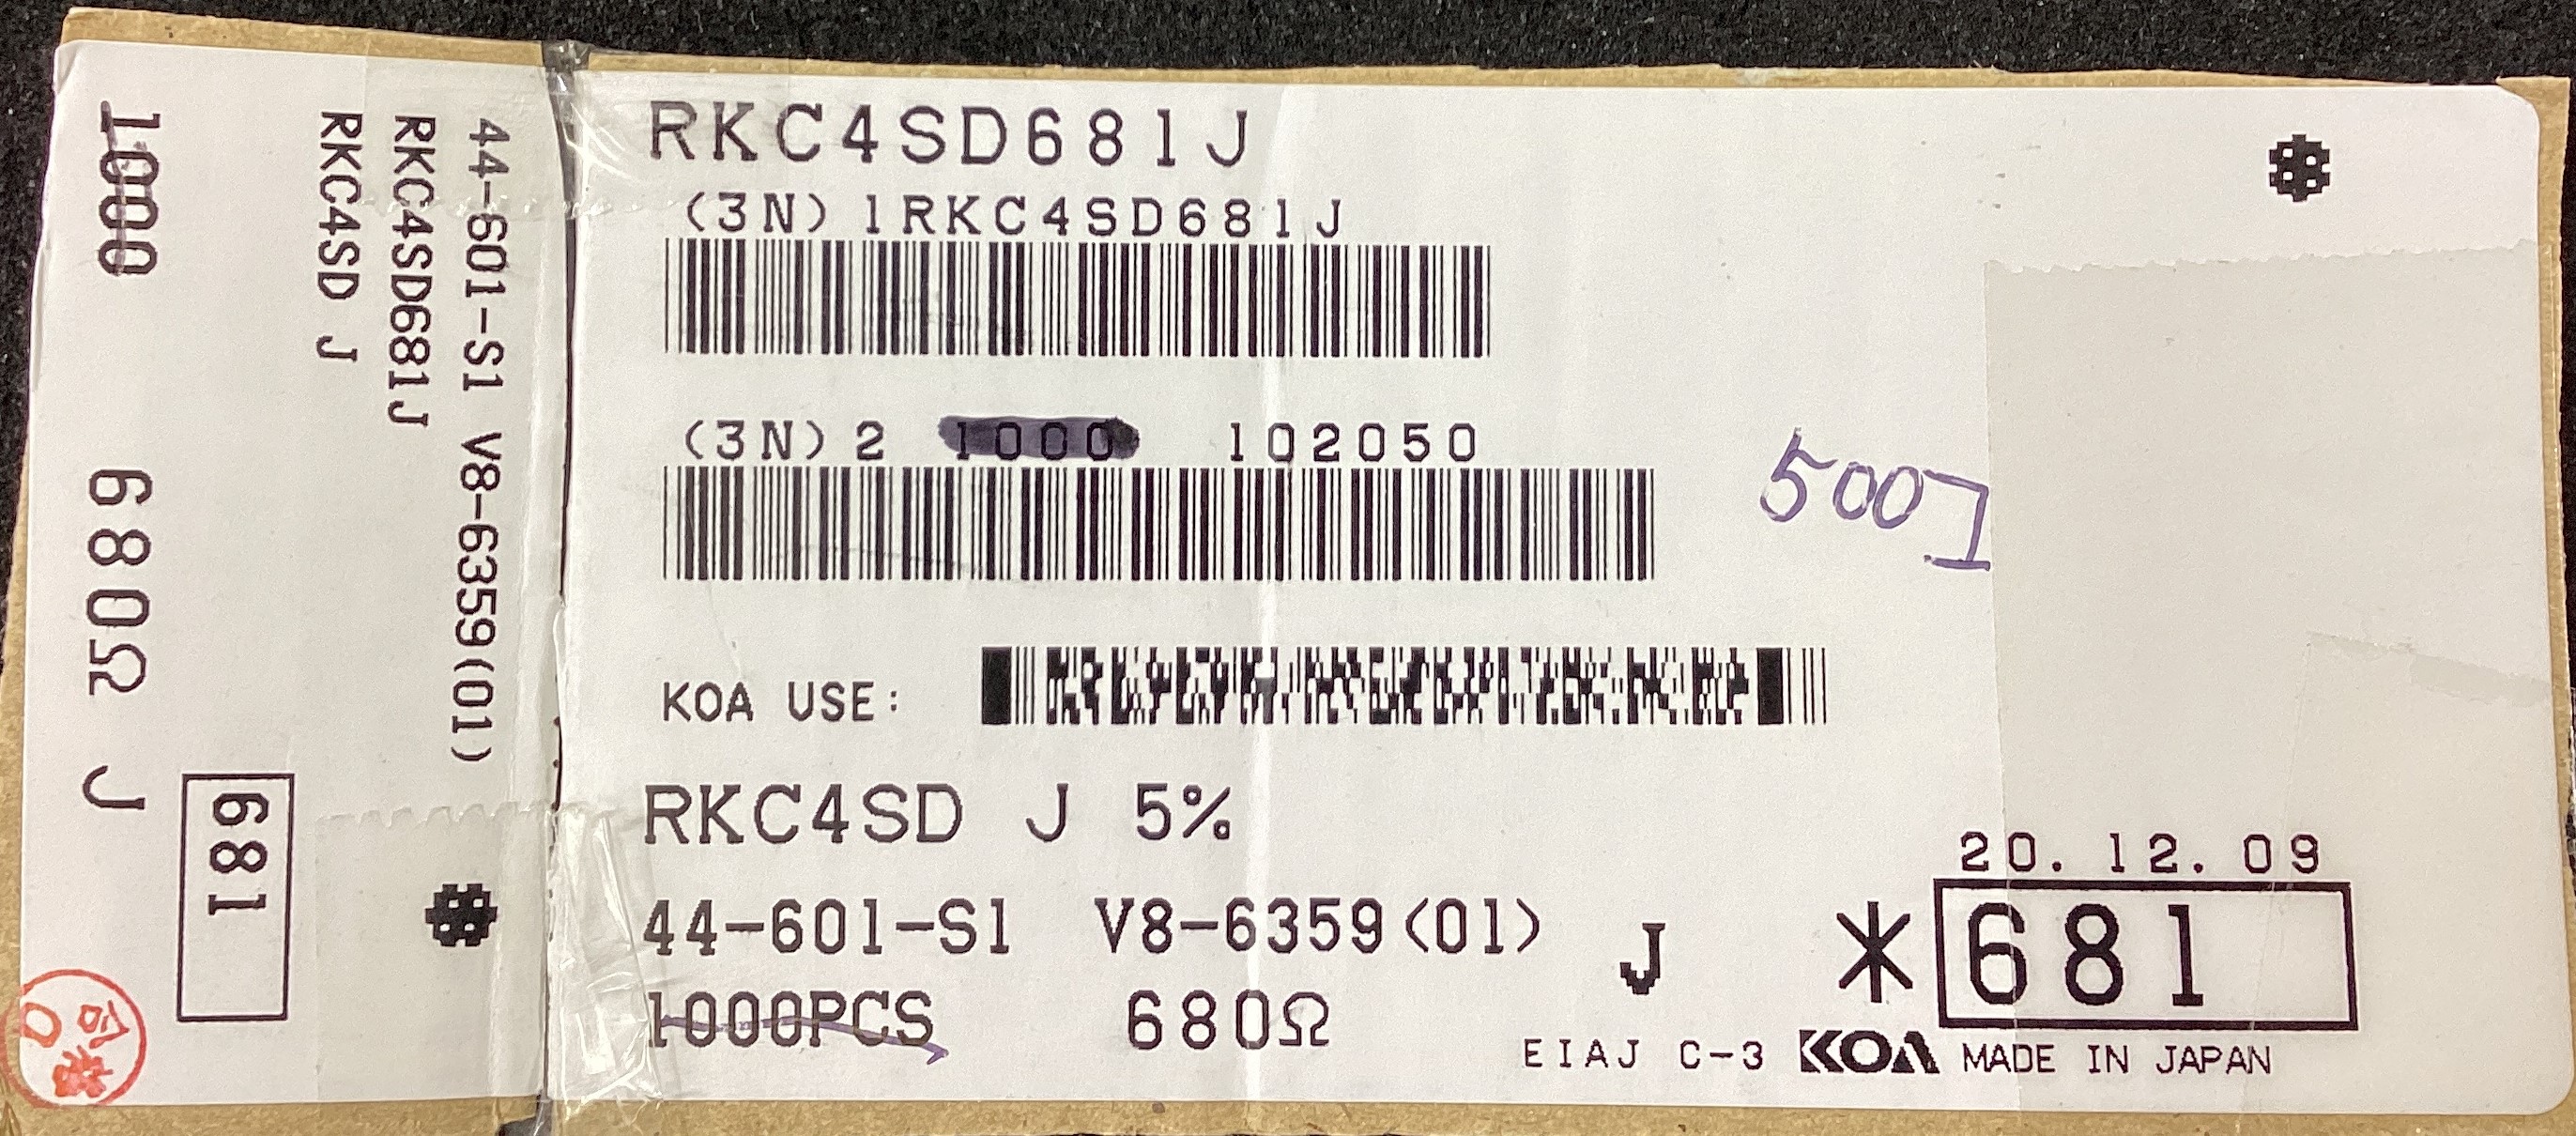 1000 680Ω J
681
RKC4SD J
RKC4SD681J
44-601-S1 V8-6359(01)
RKC4SD681J
(3N)1RKC4SD681J
(3N)2 1000 102050
500
KOA USE:
RKC4SD J 5%
20.12.09
44-601-S1 V8-6359(01) J *681
1000PCS 680Ω
EIAJ C-3 KOA MADE IN JAPAN